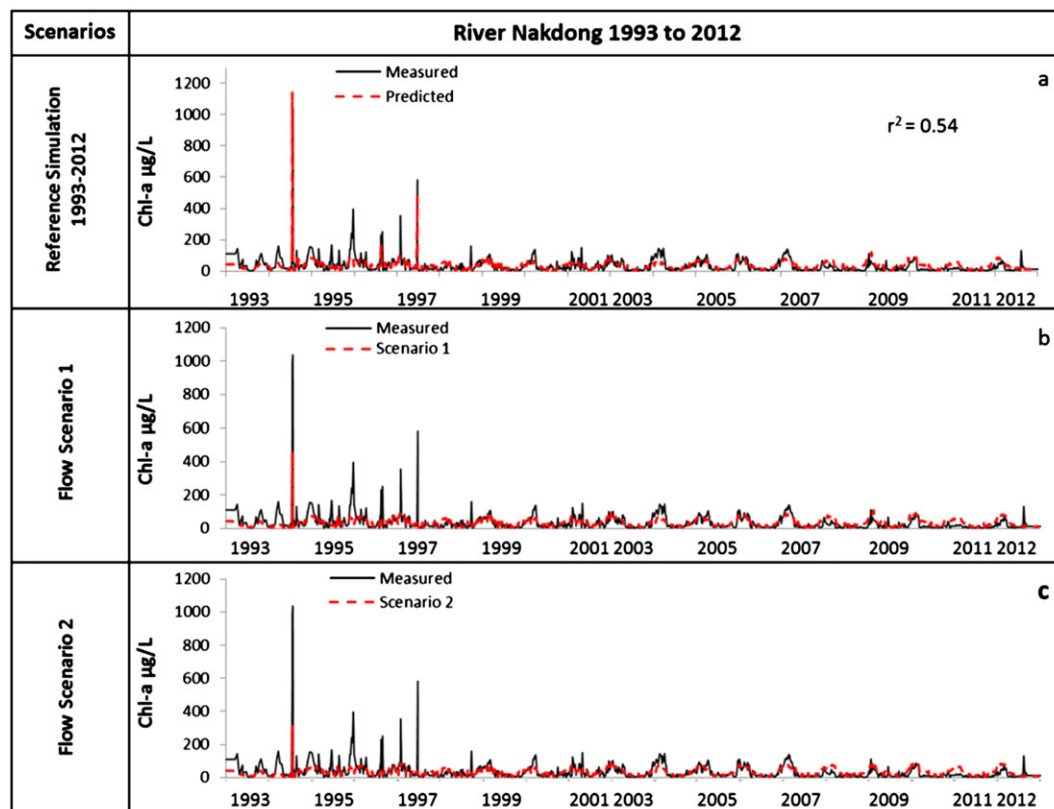 Scenarios
River Nakdong 1993 to 2012
Reference Simulation
1993-2012
Chl-a µg/L
1200
1000
800
600
400
200
0
Measured
Predicted
a
r² = 0.54
1993 1995 1997 1999 2001 2003 2005 2007 2009 2011 2012
Flow Scenario 1
Chl-a µg/L
1200
1000
800
600
400
200
0
Measured
Scenario 1
b
1993 1995 1997 1999 2001 2003 2005 2007 2009 2011 2012
Flow Scenario 2
Chl-a µg/L
1200
1000
800
600
400
200
0
Measured
Scenario 2
c
1993 1995 1997 1999 2001 2003 2005 2007 2009 2011 2012